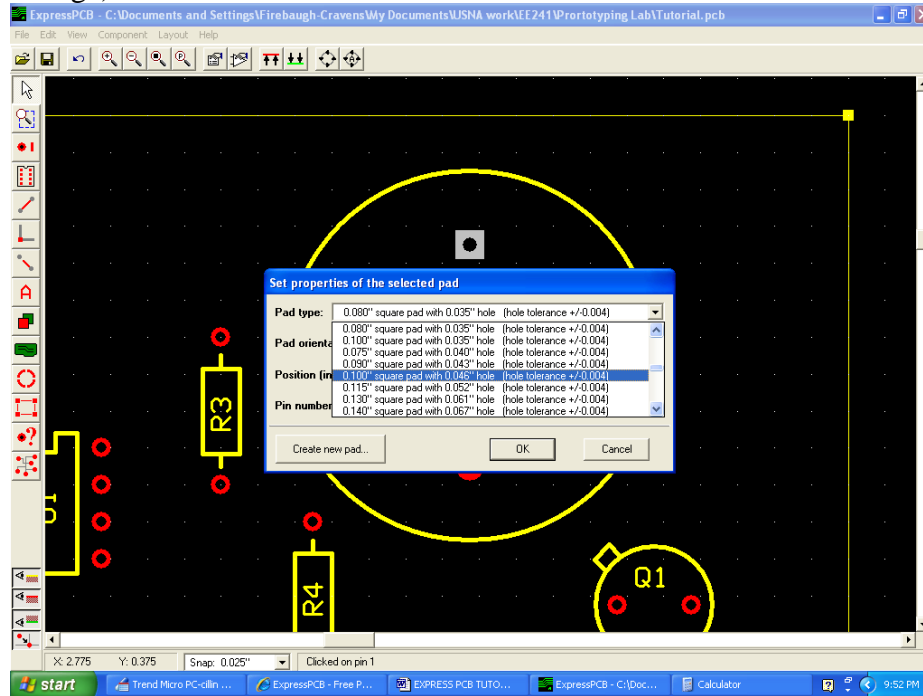 ExpressPCB - C:\Documents and Settings\Firebaugh-Cravens\My Documents\USNA work\EE241\Prortotyping Lab\Tutorial.pcb
File Edit View Component Layout Help
Set properties of the selected pad
Pad type: 0.080" square pad with 0.035" hole (hole tolerance +/-0.004)
0.080" square pad with 0.035" hole (hole tolerance +/-0.004)
Pad orienta 0.100" square pad with 0.035" hole (hole tolerance +/-0.004)
0.075" square pad with 0.040" hole (hole tolerance +/-0.004)
0.090" square pad with 0.043" hole (hole tolerance +/-0.004)
Position (in 0.100" square pad with 0.046" hole (hole tolerance +/-0.004)
0.115" square pad with 0.052" hole (hole tolerance +/-0.004)
Pin number 0.130" square pad with 0.061" hole (hole tolerance +/-0.004)
0.140" square pad with 0.067" hole (hole tolerance +/-0.004)
Create new pad... OK Cancel
R3
R4
Q1
X: 2.775 Y: 0.375 Snap: 0.025" Clicked on pin 1
start Trend Micro PC-cillin ... ExpressPCB - Free P... EXPRESS PCB TUTO... ExpressPCB - C:\Doc... Calculator 9:52 PM